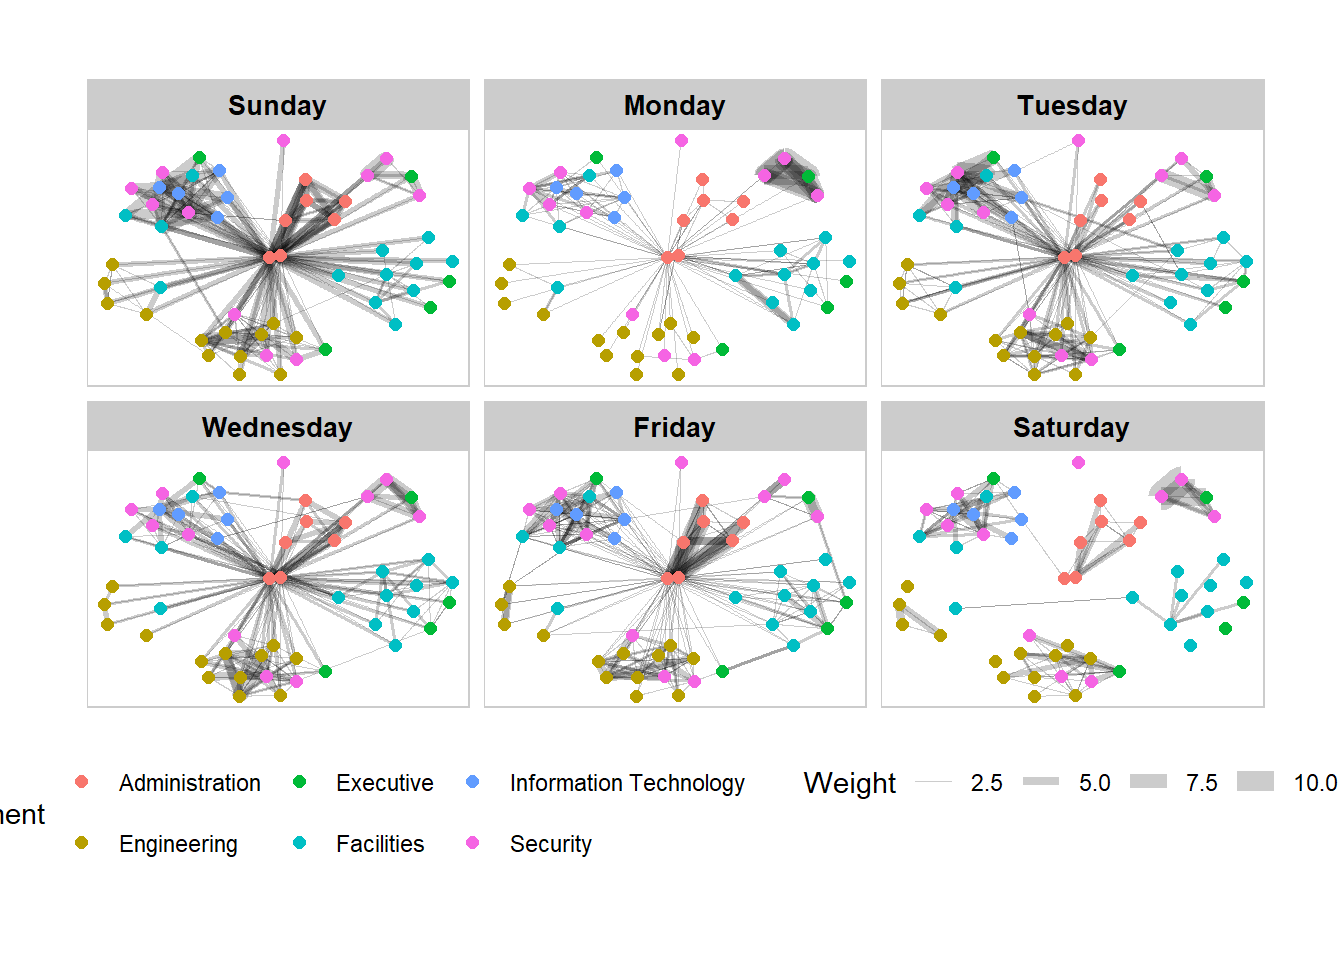 Sunday
Monday
Tuesday
Wednesday
Friday
Saturday
Administration Executive Information Technology Weight 2.5 5.0 7.5 10.0
Engineering Facilities Security